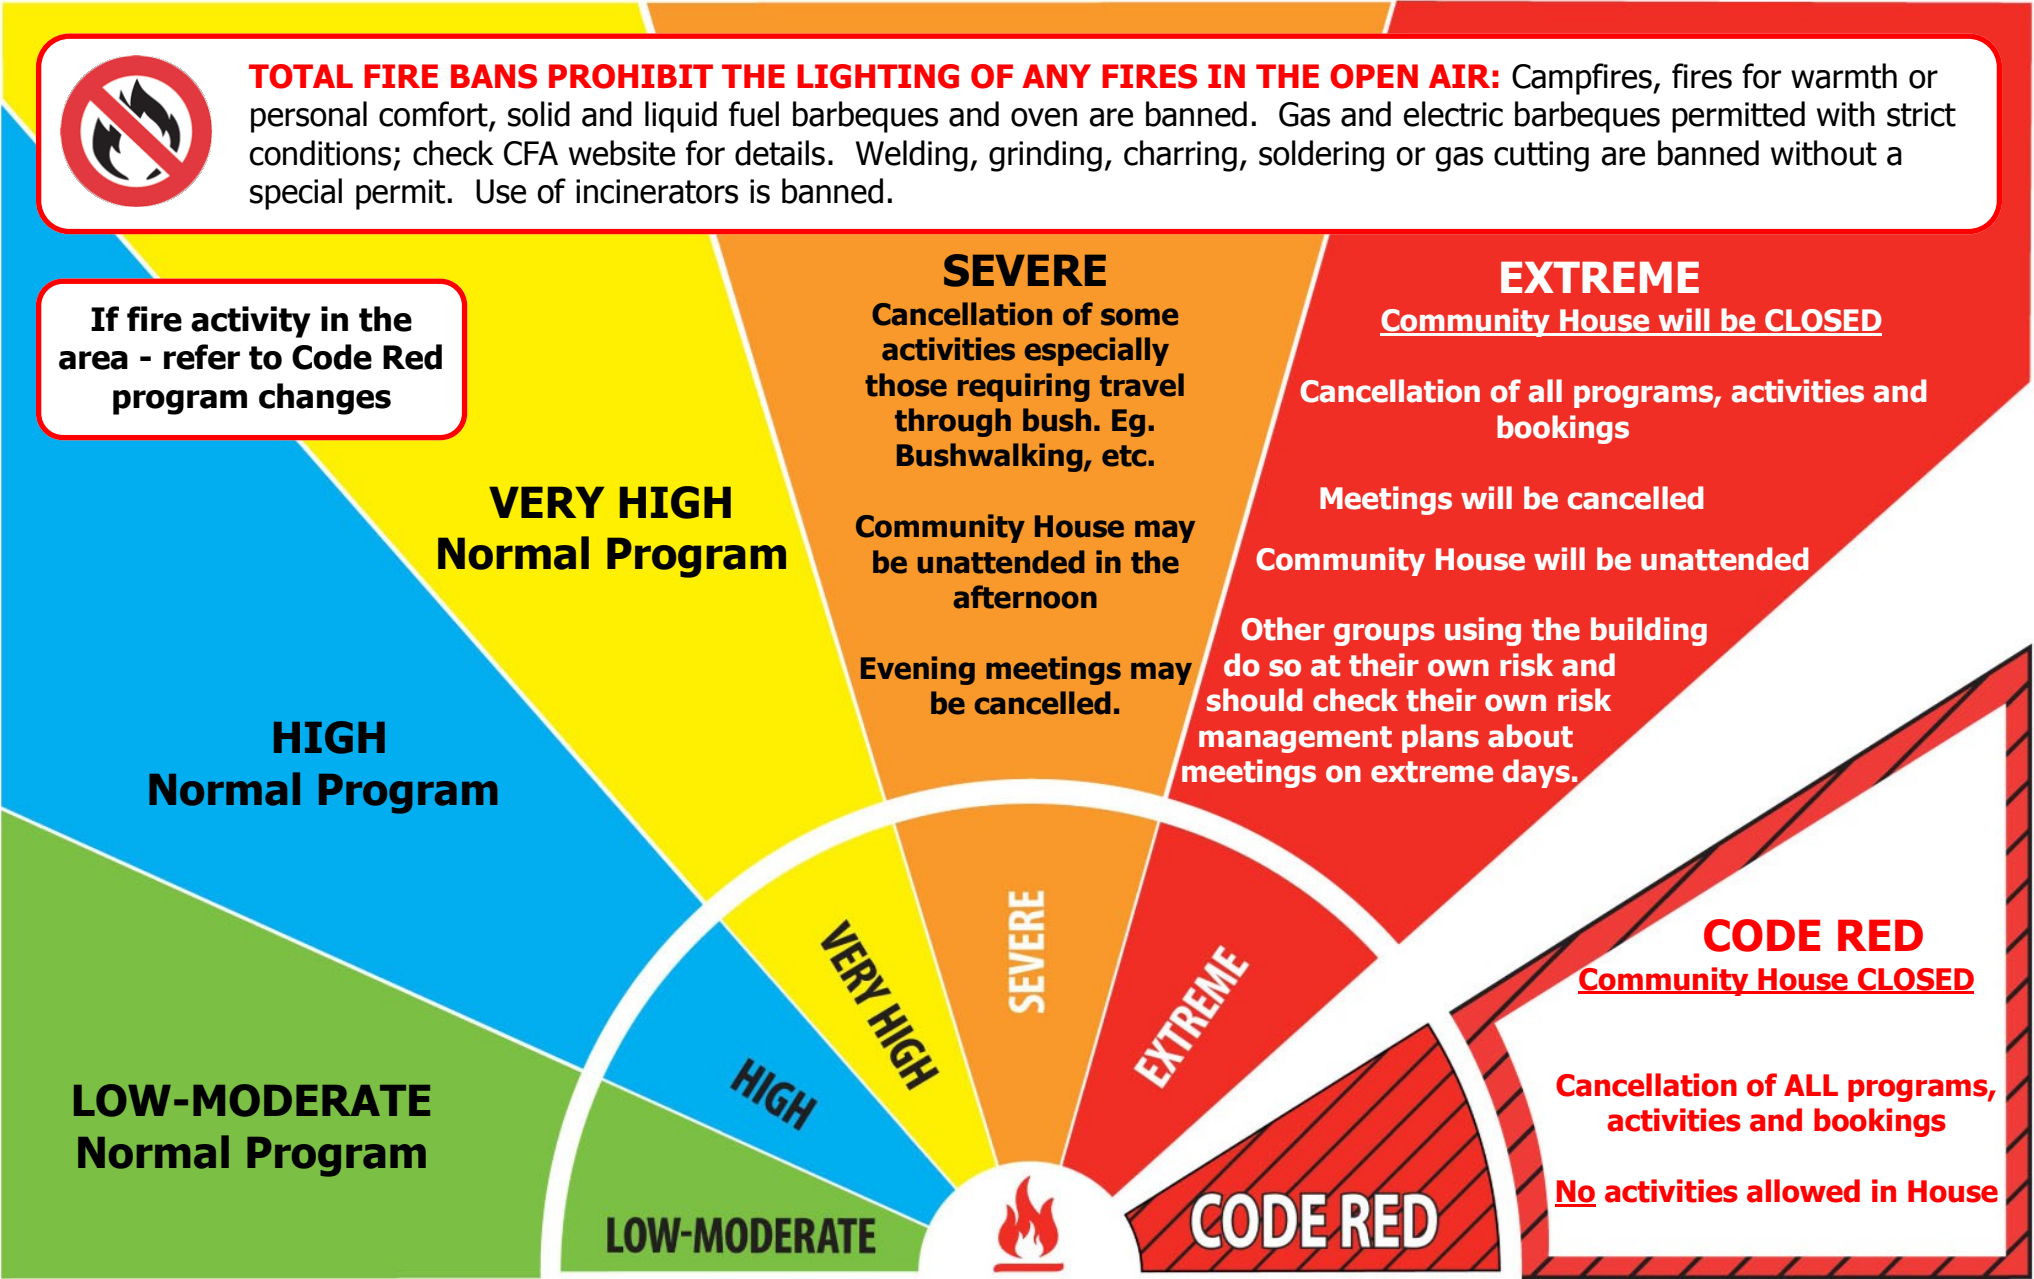 TOTAL FIRE BANS PROHIBIT THE LIGHTING OF ANY FIRES IN THE OPEN AIR: Campfires, fires for warmth or
personal comfort, solid and liquid fuel barbeques and oven are banned.  Gas and electric barbeques permitted with strict
conditions; check CFA website for details.  Welding, grinding, charring, soldering or gas cutting are banned without a
special permit.  Use of incinerators is banned.
If fire activity in the
area - refer to Code Red
program changes
LOW-MODERATE
Normal Program
HIGH
Normal Program
VERY HIGH
Normal Program
SEVERE
Cancellation of some
activities especially
those requiring travel
through bush. Eg.
Bushwalking, etc.
Community House may
be unattended in the
afternoon
Evening meetings may
be cancelled.
EXTREME
Community House will be CLOSED
Cancellation of all programs, activities and
bookings
Meetings will be cancelled
Community House will be unattended
Other groups using the building
do so at their own risk and
should check their own risk
management plans about
meetings on extreme days.
CODE RED
Community House CLOSED
Cancellation of ALL programs,
activities and bookings
No activities allowed in House
LOW-MODERATE
HIGH
VERY HIGH
SEVERE
EXTREME
CODE RED